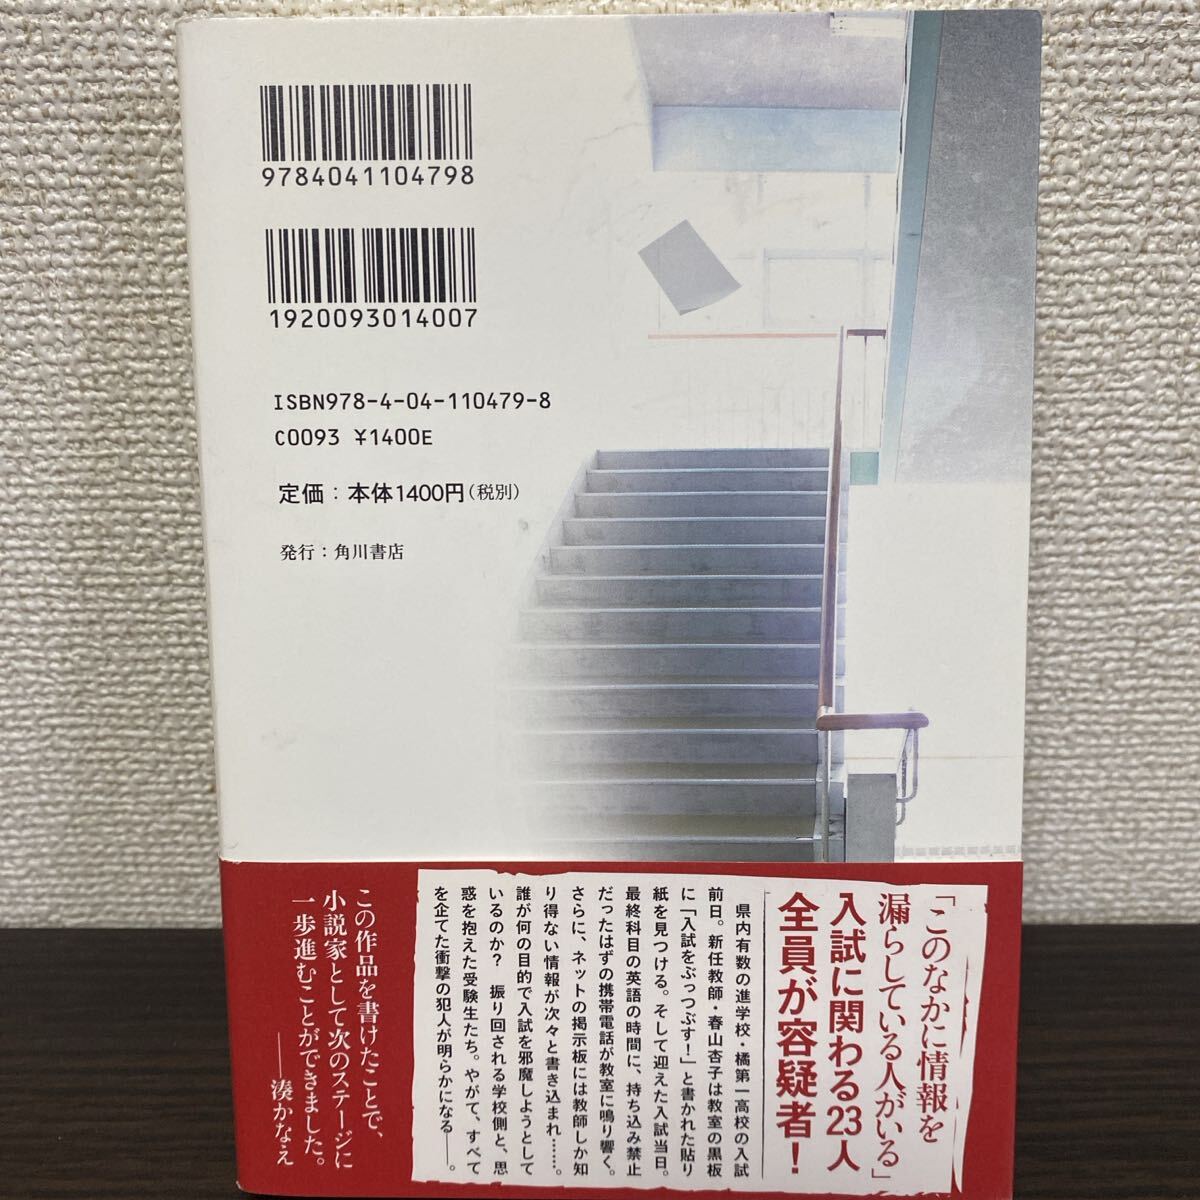 9784041104798
1920093014007
ISBN978-4-04-110479-8
C0093 ¥1400E
定価：本体1400円（税別）
発行：角川書店
「このなかに情報を
漏らしている人がいる」
入試に関わる23人
全員が容疑者！
県内有数の進学校・橘第一高校の入試
前日。新任教師・春山杏子は教室の黒板
に「入試をぶっつぶす！」と書かれた貼り
紙を見つける。そして迎えた入試当日。
最終科目の英語の時間に、持ち込み禁止
だったはずの携帯電話が教室に鳴り響く。
さらに、ネットの掲示板には教師しか知
り得ない情報が次々と書き込まれ……。
誰が何の目的で入試を邪魔しようとして
いるのか？　振り回される学校側と、思
惑を抱えた受験生たち。やがて、すべて
を企てた衝撃の犯人が明らかになる——。
この作品を書けたことで、
小説家として次のステージに
一歩進むことができました。
——湊かなえ